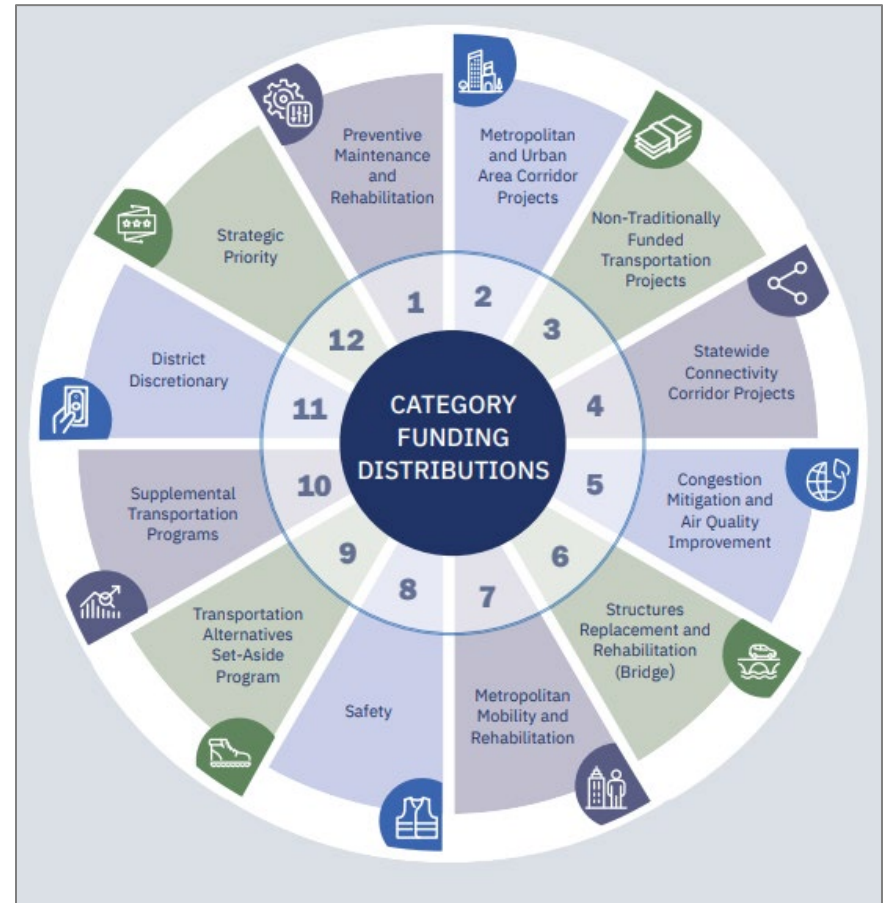 CATEGORY
FUNDING
DISTRIBUTIONS
1
Preventive
Maintenance
and
Rehabilitation
2
Metropolitan
and Urban
Area Corridor
Projects
3
Non-Traditionally
Funded
Transportation
Projects
4
Statewide
Connectivity
Corridor Projects
5
Congestion
Mitigation and
Air Quality
Improvement
6
Structures
Replacement and
Rehabilitation
(Bridge)
7
Metropolitan
Mobility and
Rehabilitation
8
Safety
9
Transportation
Alternatives
Set-Aside
Program
10
Supplemental
Transportation
Programs
11
District
Discretionary
12
Strategic
Priority